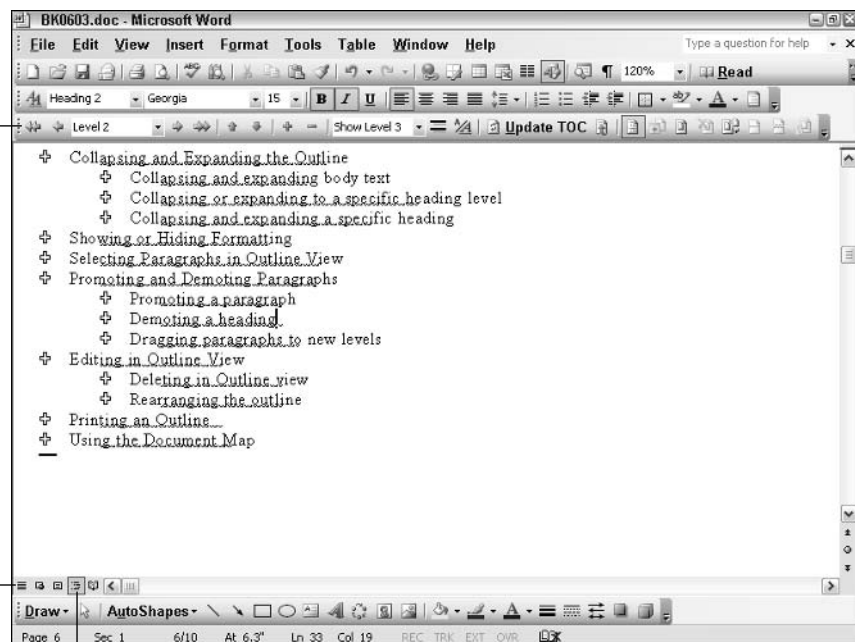 BK0603.doc - Microsoft Word
File Edit View Insert Format Tools Table Window Help Type a question for help
120% Read
Heading 2 Georgia 15 B I U A
Level 2 Show Level 3 Update TOC
Collapsing and Expanding the Outline
Collapsing and expanding body text
Collapsing or expanding to a specific heading level
Collapsing and expanding a specific heading
Showing or Hiding Formatting
Selecting Paragraphs in Outline View
Promoting and Demoting Paragraphs
Promoting a paragraph
Demoting a heading
Dragging paragraphs to new levels
Editing in Outline View
Deleting in Outline view
Rearranging the outline
Printing an Outline
Using the Document Map
Draw AutoShapes A
Page 6 Sec 1 6/10 At 6.3" Ln 33 Col 19 REC TRK EXT OVR